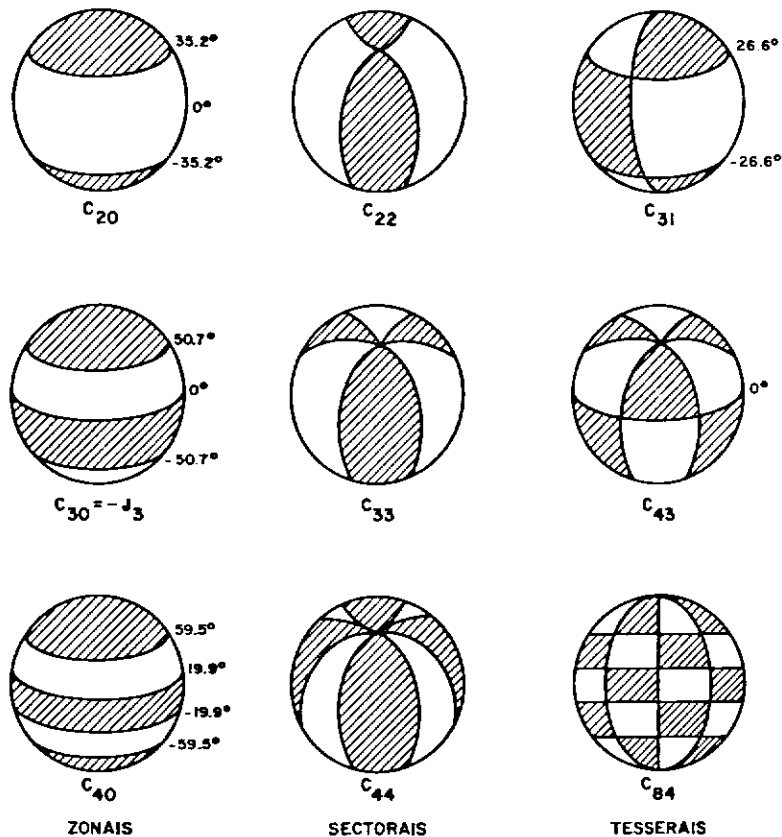 35.2°
0°
-35.2°
C20
C22
26.6°
-26.6°
C31
50.7°
0°
-50.7°
C30 = -J3
C33
0°
C43
59.5°
19.9°
-19.9°
-59.5°
C40
C44
C84
ZONAIS
SECTORAIS
TESSERAIS